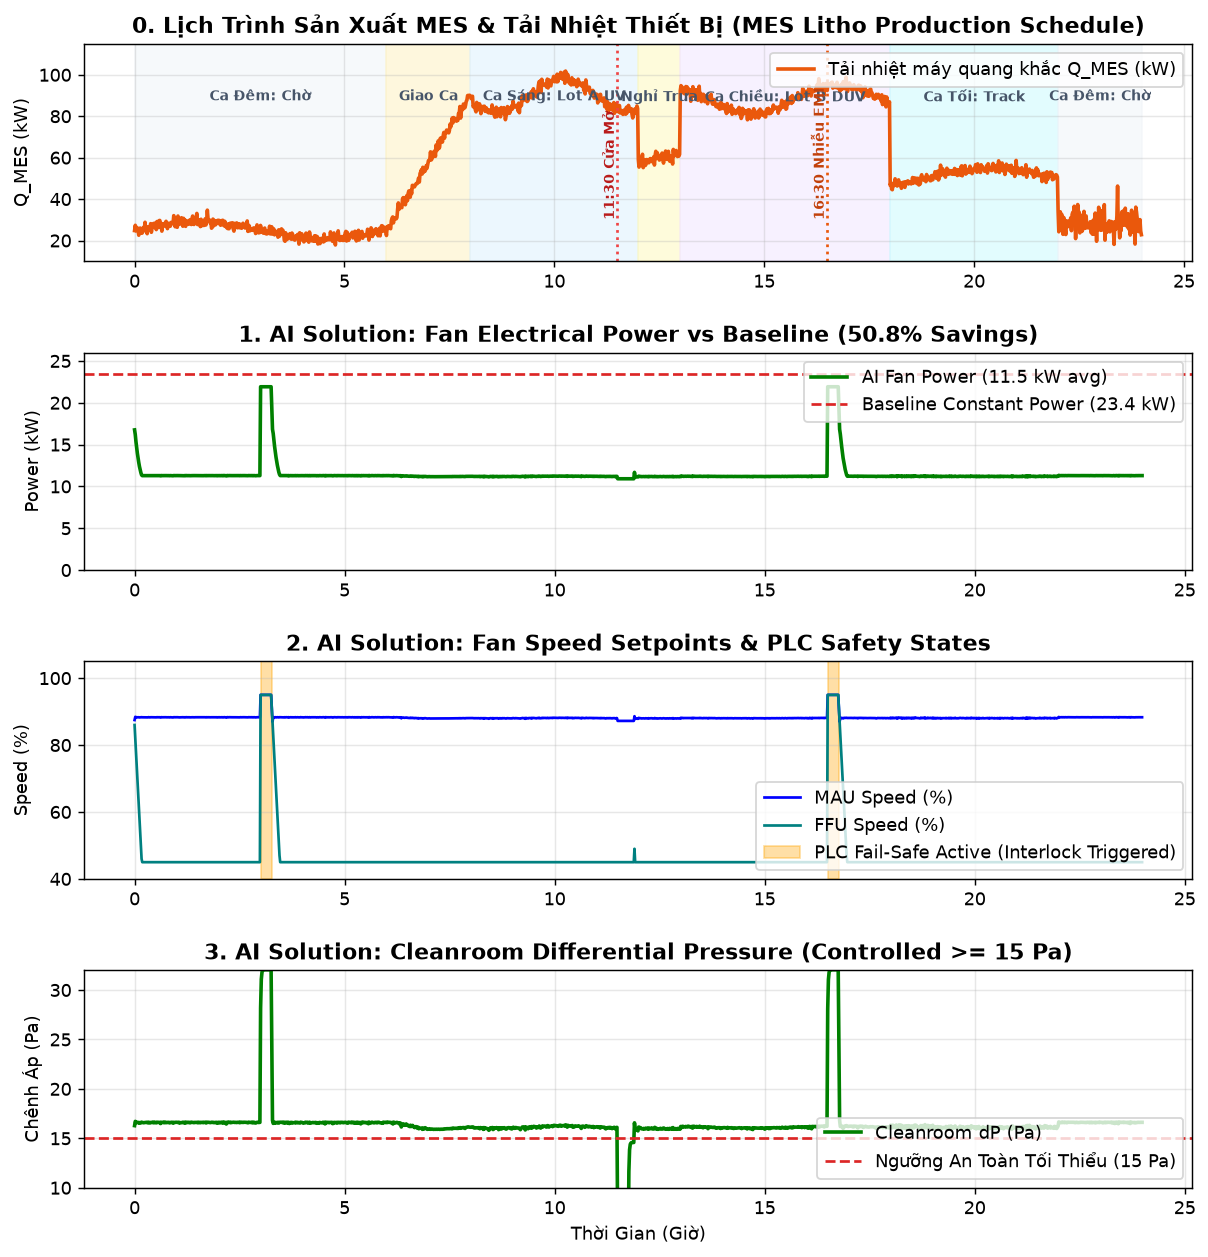 0. Lịch Trình Sản Xuất MES & Tải Nhiệt Thiết Bị (MES Litho Production Schedule)
Q_MES (kW)
100
80
60
40
20
Tải nhiệt máy quang khắc Q_MES (kW)
Ca Đêm: Chờ
Giao Ca
Ca Sáng: Lot A UV
Nghỉ Trưa
Ca Chiều: Lot B DUV
Ca Tối: Track
Ca Đêm: Chờ
11:30 Cửa Mở
16:30 Nhiễu EMI
0
5
10
15
20
25
1. AI Solution: Fan Electrical Power vs Baseline (50.8% Savings)
Power (kW)
25
20
15
10
5
0
AI Fan Power (11.5 kW avg)
Baseline Constant Power (23.4 kW)
0
5
10
15
20
25
2. AI Solution: Fan Speed Setpoints & PLC Safety States
Speed (%)
100
80
60
40
MAU Speed (%)
FFU Speed (%)
PLC Fail-Safe Active (Interlock Triggered)
0
5
10
15
20
25
3. AI Solution: Cleanroom Differential Pressure (Controlled >= 15 Pa)
Chênh Áp (Pa)
30
25
20
15
10
Cleanroom dP (Pa)
Ngưỡng An Toàn Tối Thiểu (15 Pa)
0
5
10
15
20
25
Thời Gian (Giờ)